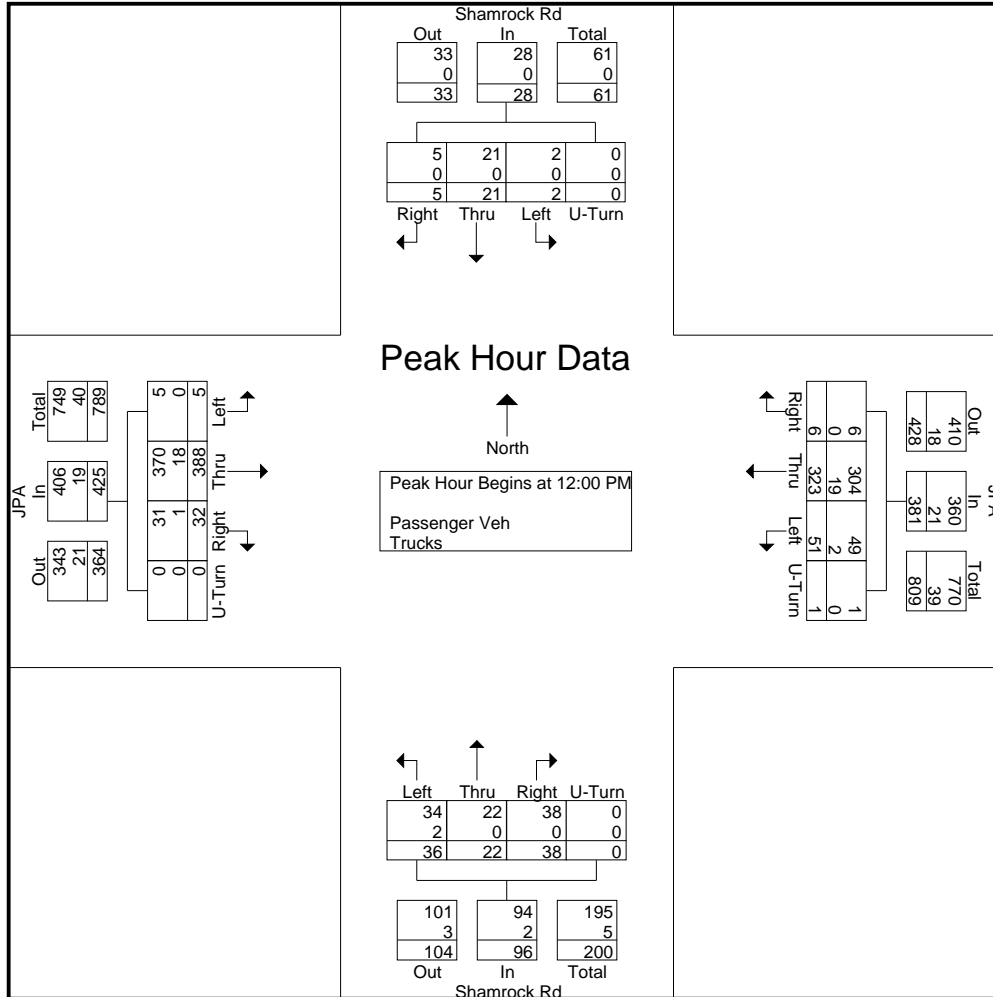 Shamrock Rd
Out In Total
33 28 61
0 0 0
33 28 61
5 21 2 0
0 0 0 0
5 21 2 0
Right Thru Left U-Turn
Peak Hour Data
North
Peak Hour Begins at 12:00 PM
Passenger Veh
Trucks
JPA
Total In Out
749 406 343
40 19 21
789 425 364
5 370 31 0
0 18 1 0
5 388 32 0
Left Thru Right U-Turn
JPA
Out In Total
410 360 770
18 21 39
428 381 809
6 304 49 1
0 19 2 0
6 323 51 1
Right Thru Left U-Turn
Left Thru Right U-Turn
34 22 38 0
2 0 0 0
36 22 38 0
101 94 195
3 2 5
104 96 200
Out In Total
Shamrock Rd